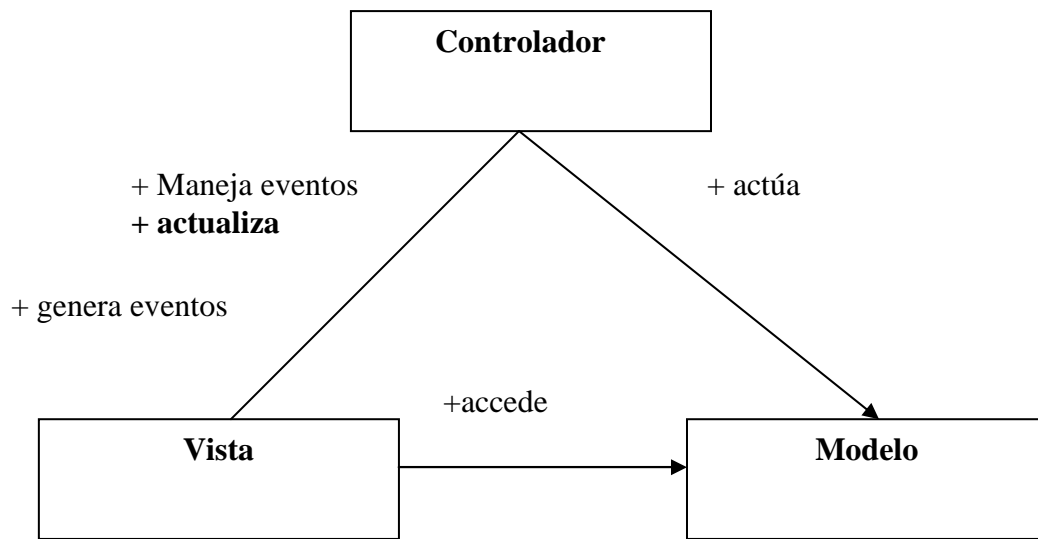 Controlador
+ Maneja eventos
+ actualiza
+ actúa
+ genera eventos
+accede
Vista
Modelo